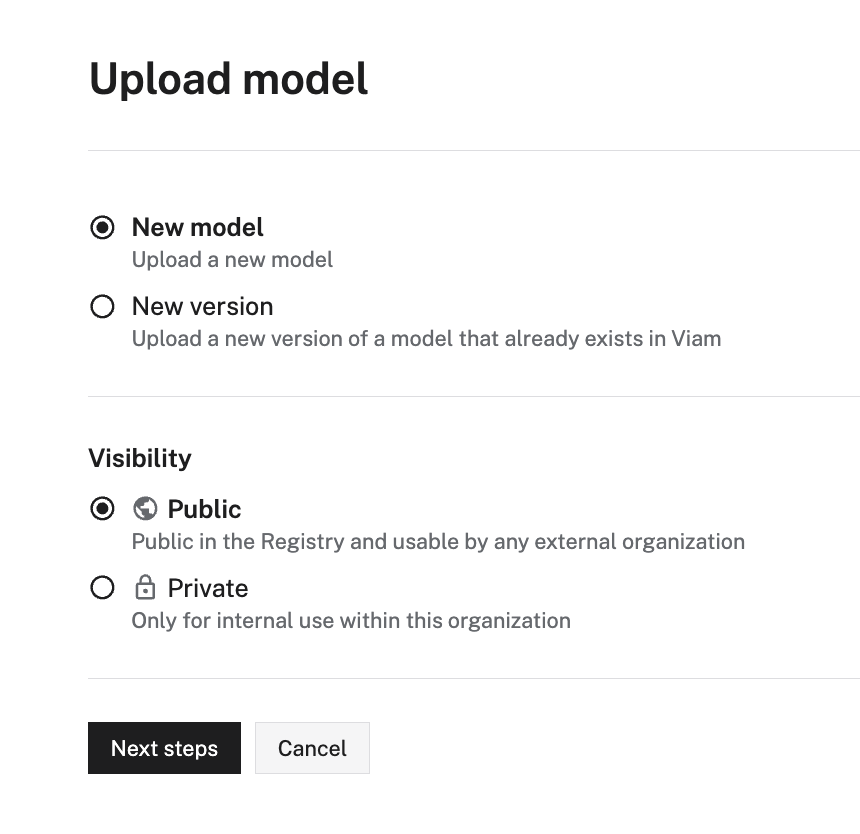 Upload model
New model
Upload a new model
New version
Upload a new version of a model that already exists in Viam
Visibility
Public
Public in the Registry and usable by any external organization
Private
Only for internal use within this organization
Next steps
Cancel